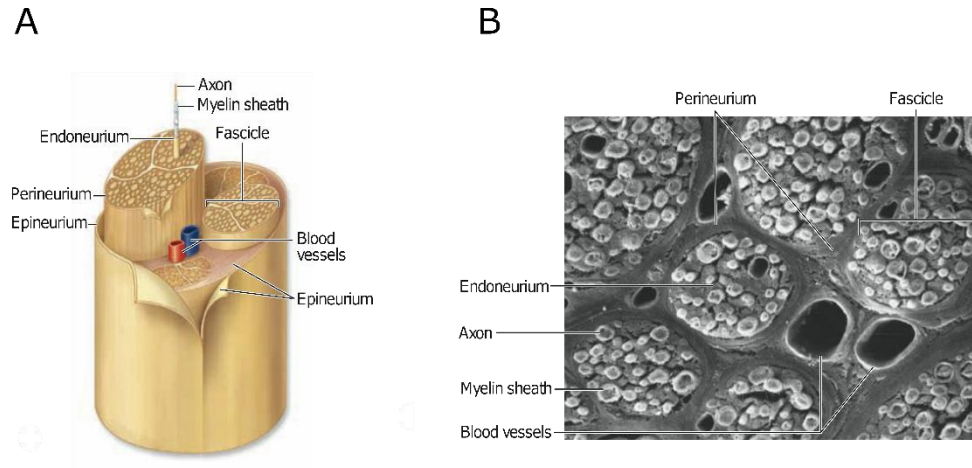 A
Axon
Myelin sheath
Endoneurium
Fascicle
Perineurium
Epineurium
Blood
vessels
Epineurium
B
Perineurium
Fascicle
Endoneurium
Axon
Myelin sheath
Blood vessels